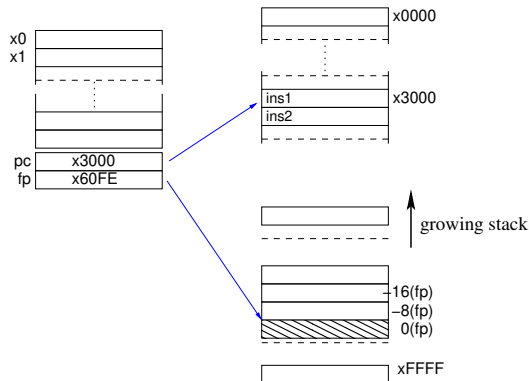 x0
x1
pc x3000
fp x60FE
x0000
ins1 x3000
ins2
growing stack
−16(fp)
−8(fp)
0(fp)
xFFFF